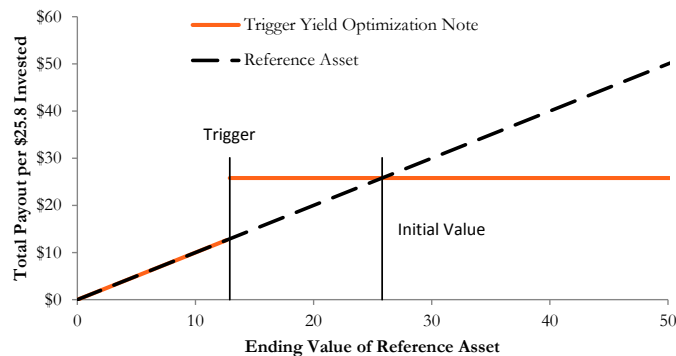 Trigger Yield Optimization Note
Reference Asset
Total Payout per $25.8 Invested
$60
$50
$40
$30
$20
$10
$0
Trigger
Initial Value
0
10
20
30
40
50
Ending Value of Reference Asset